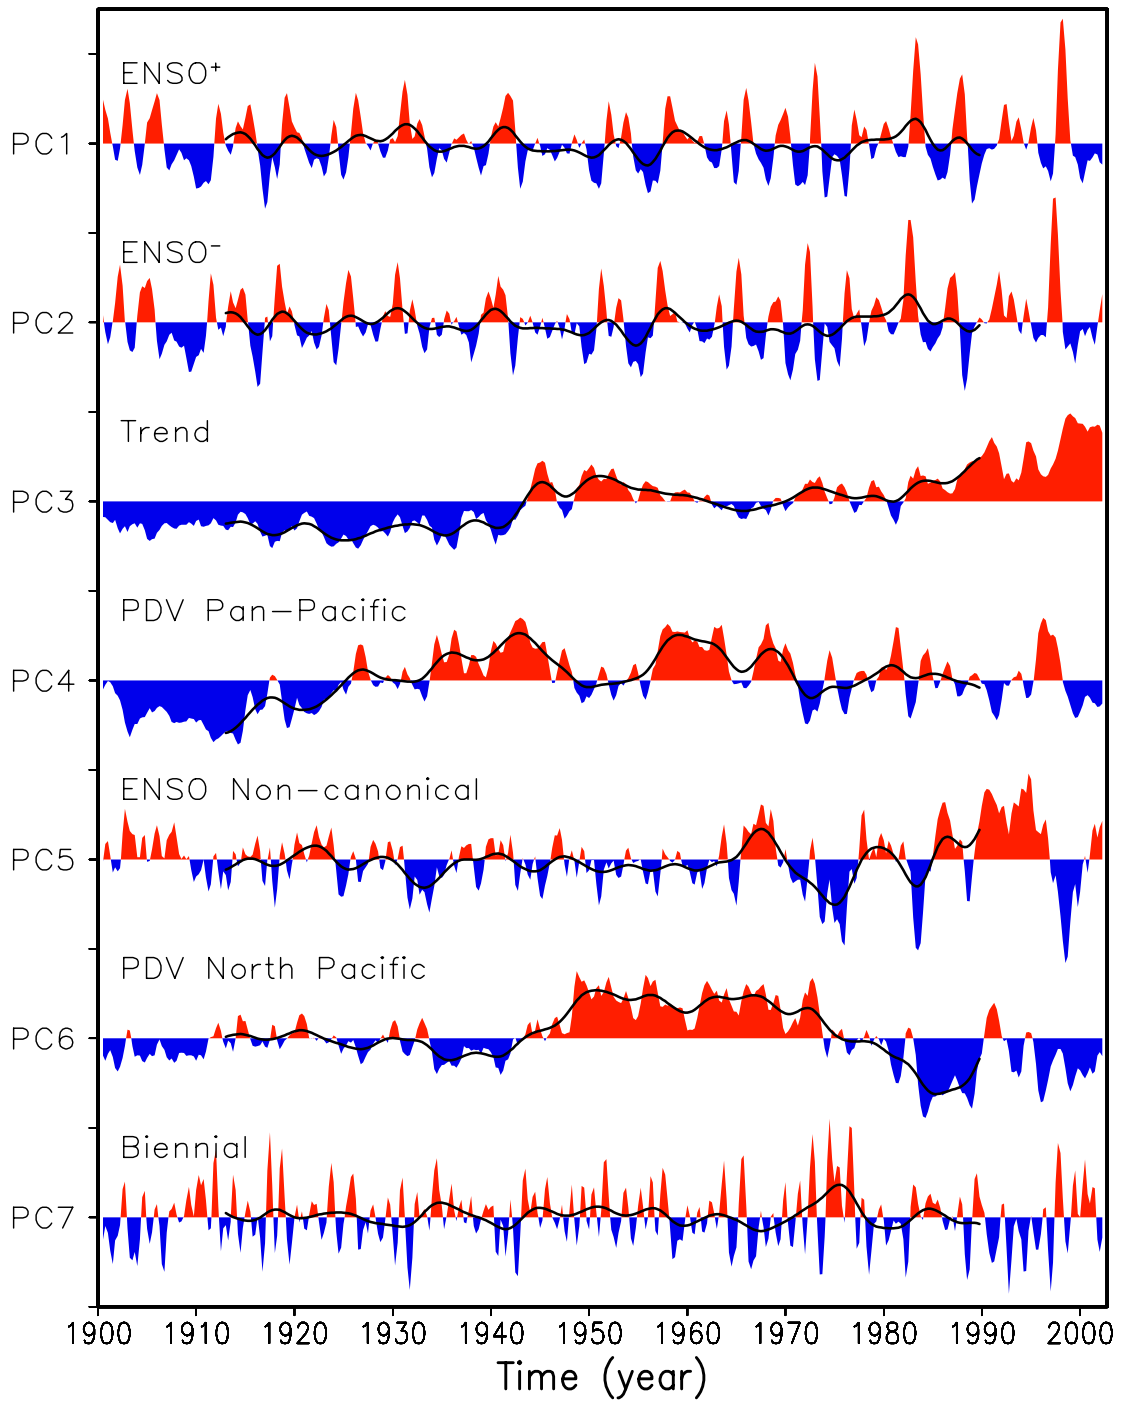 ENSO⁺
PC1
ENSO⁻
PC2
Trend
PC3
PDV Pan−Pacific
PC4
ENSO Non−canonical
PC5
PDV North Pacific
PC6
Biennial
PC7
1900 1910 1920 1930 1940 1950 1960 1970 1980 1990 2000
Time (year)